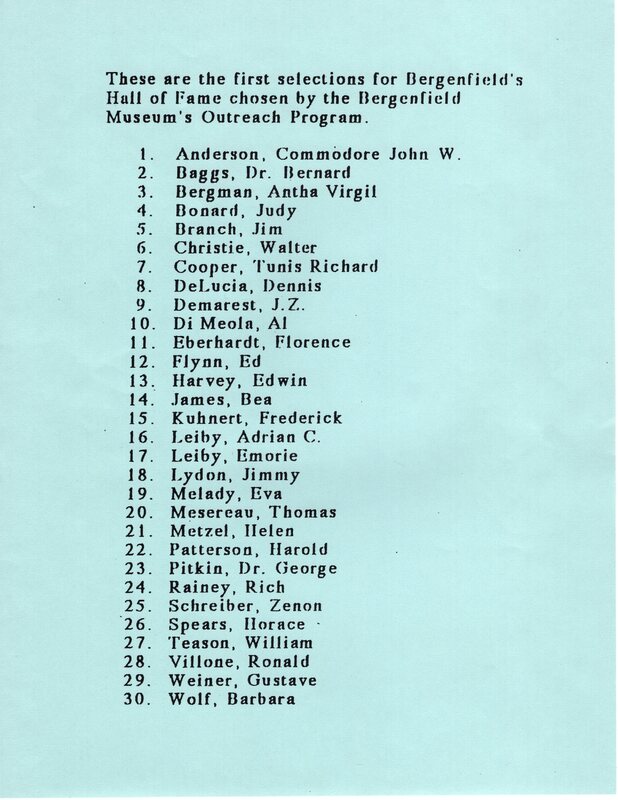 These are the first selections for Bergenfield's
Hall of Fame chosen by the Bergenfield
Museum's Outreach Program.
1. Anderson, Commodore John W.
2. Baggs, Dr. Bernard
3. Bergman, Antha Virgil
4. Bonard, Judy
5. Branch, Jim
6. Christie, Walter
7. Cooper, Tunis Richard
8. DeLucia, Dennis
9. Demarest, J.Z.
10. Di Meola, Al
11. Eberhardt, Florence
12. Flynn, Ed
13. Harvey, Edwin
14. James, Bea
15. Kuhnert, Frederick
16. Leiby, Adrian C.
17. Leiby, Emorie
18. Lydon, Jimmy
19. Melady, Eva
20. Mesereau, Thomas
21. Metzel, Helen
22. Patterson, Harold
23. Pitkin, Dr. George
24. Rainey, Rich
25. Schreiber, Zenon
26. Spears, Horace
27. Teason, William
28. Villone, Ronald
29. Weiner, Gustave
30. Wolf, Barbara